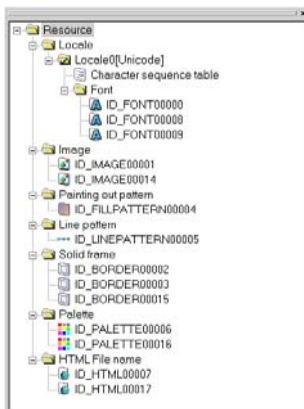 Resource
Locale
Locale0[Unicode]
Character sequence table
Font
ID_FONT00000
ID_FONT00008
ID_FONT00009
Image
ID_IMAGE00001
ID_IMAGE00014
Painting out pattern
ID_FILLPATTERN00004
Line pattern
ID_LINEPATTERN00005
Solid frame
ID_BORDER00002
ID_BORDER00003
ID_BORDER00015
Palette
ID_PALETTE00006
ID_PALETTE00016
HTML File name
ID_HTML00007
ID_HTML00017